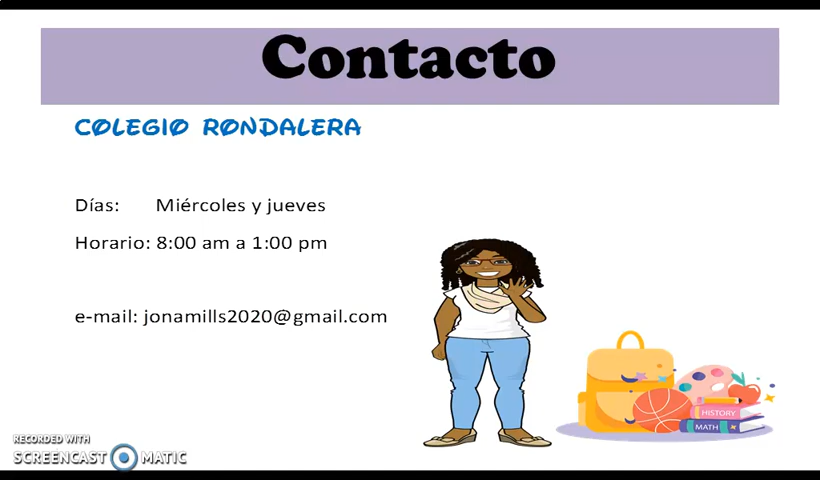 Contacto
COLEGIO RONDALERA
Días: Miércoles y jueves
Horario: 8:00 am a 1:00 pm
e-mail: jonamills2020@gmail.com
HISTORY
MATH
RECORDED WITH
SCREENCAST MATIC